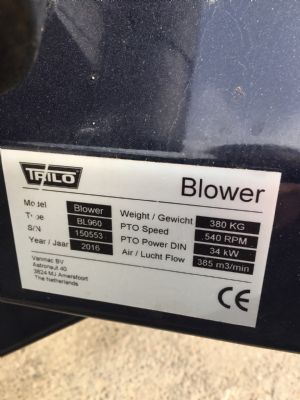 TRILO
Blower
Model Blower
Type BL960
S/N 150553
Year / Jaar 2016
Weight / Gewicht 380 KG
PTO Speed 540 RPM
PTO Power DIN 34 kW
Air / Lucht Flow 385 m3/min
Vanmac BV
Astronaut 40
3824 MJ Amersfoort
The Netherlands
CE